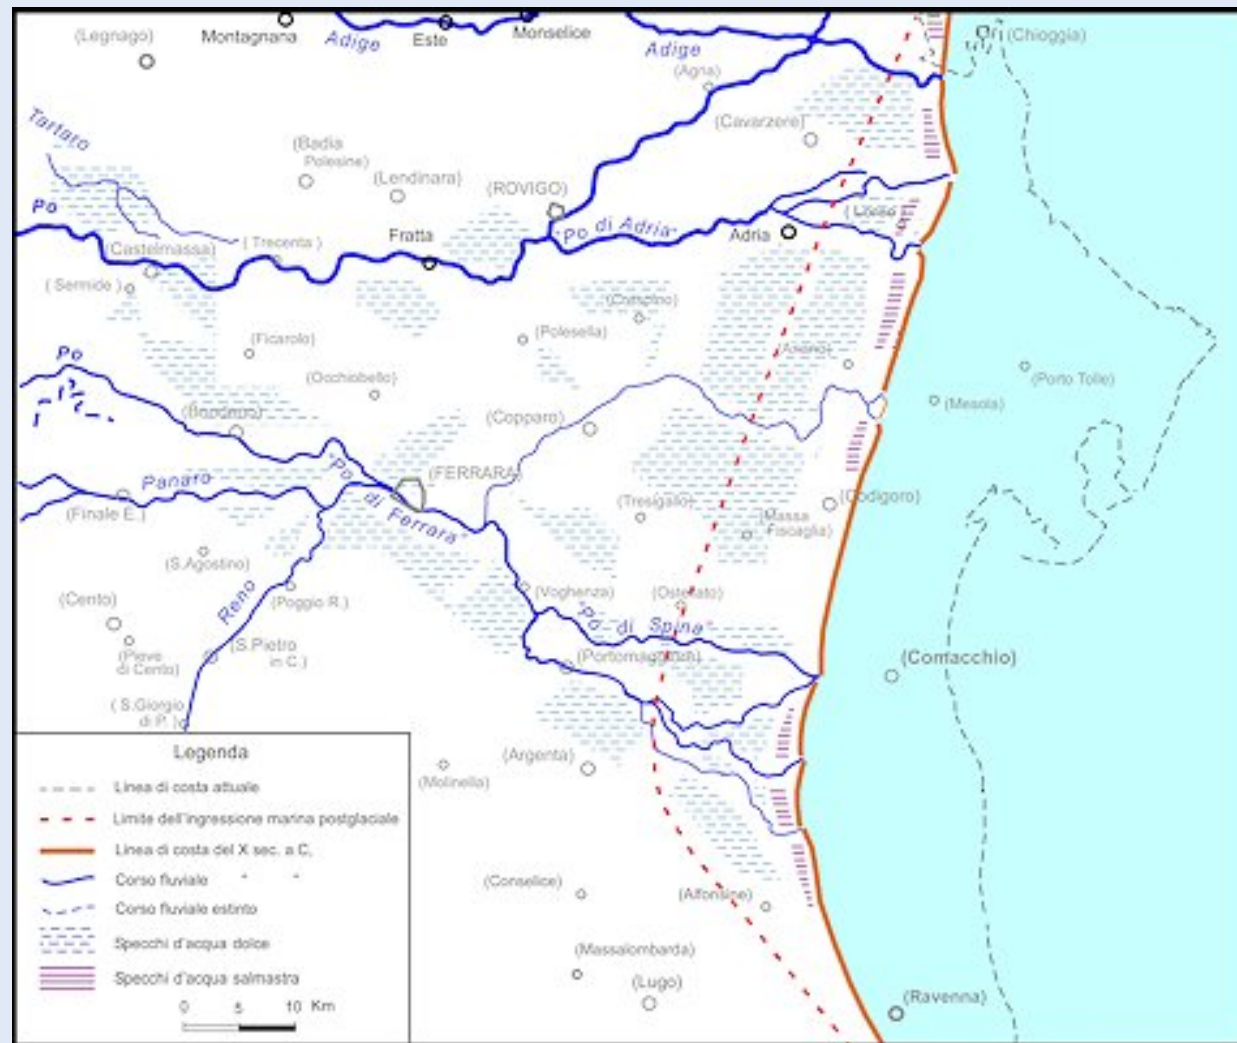 (Legnago)
Montagnana
Adige
Este
Monselice
Adige
(Chioggia)
(Agna)
(Cavarzere)
Tartaro
(Badia
Polesine)
(Lendinara)
(ROVIGO)
Po
Fratta
"Po di Adria"
Adria
(Castelmassa)
( Trecenta )
( Sermide )
(Ficarolo)
(Polesella)
(Ariano)
(Porto Tolle)
(Mesola)
Po
(Occhiobello)
(Copparo)
(Bondeno)
Panaro
"Po di Ferrara"
(FERRARA)
(Finale E.)
(Tresigallo)
(Massa
Fiscaglia)
(Codigoro)
(S.Agostino)
Reno
(Poggio R.)
(Voghenza)
(Ostellato)
"Po di Spina"
(Cento)
(Pieve
di Cento)
(S.Pietro
in C.)
(Portomaggiore)
(Comacchio)
( S.Giorgio
di P. )
(Argenta)
(Molinella)
(Conselice)
(Alfonsine)
(Massalombarda)
(Lugo)
(Ravenna)
Legenda
Linea di costa attuale
Limite dell'ingressione marina postglaciale
Linea di costa del X sec. a C,
Corso fluviale " "
Corso fluviale estinto
Specchi d'acqua dolce
Specchi d'acqua salmastra
0 5 10 Km